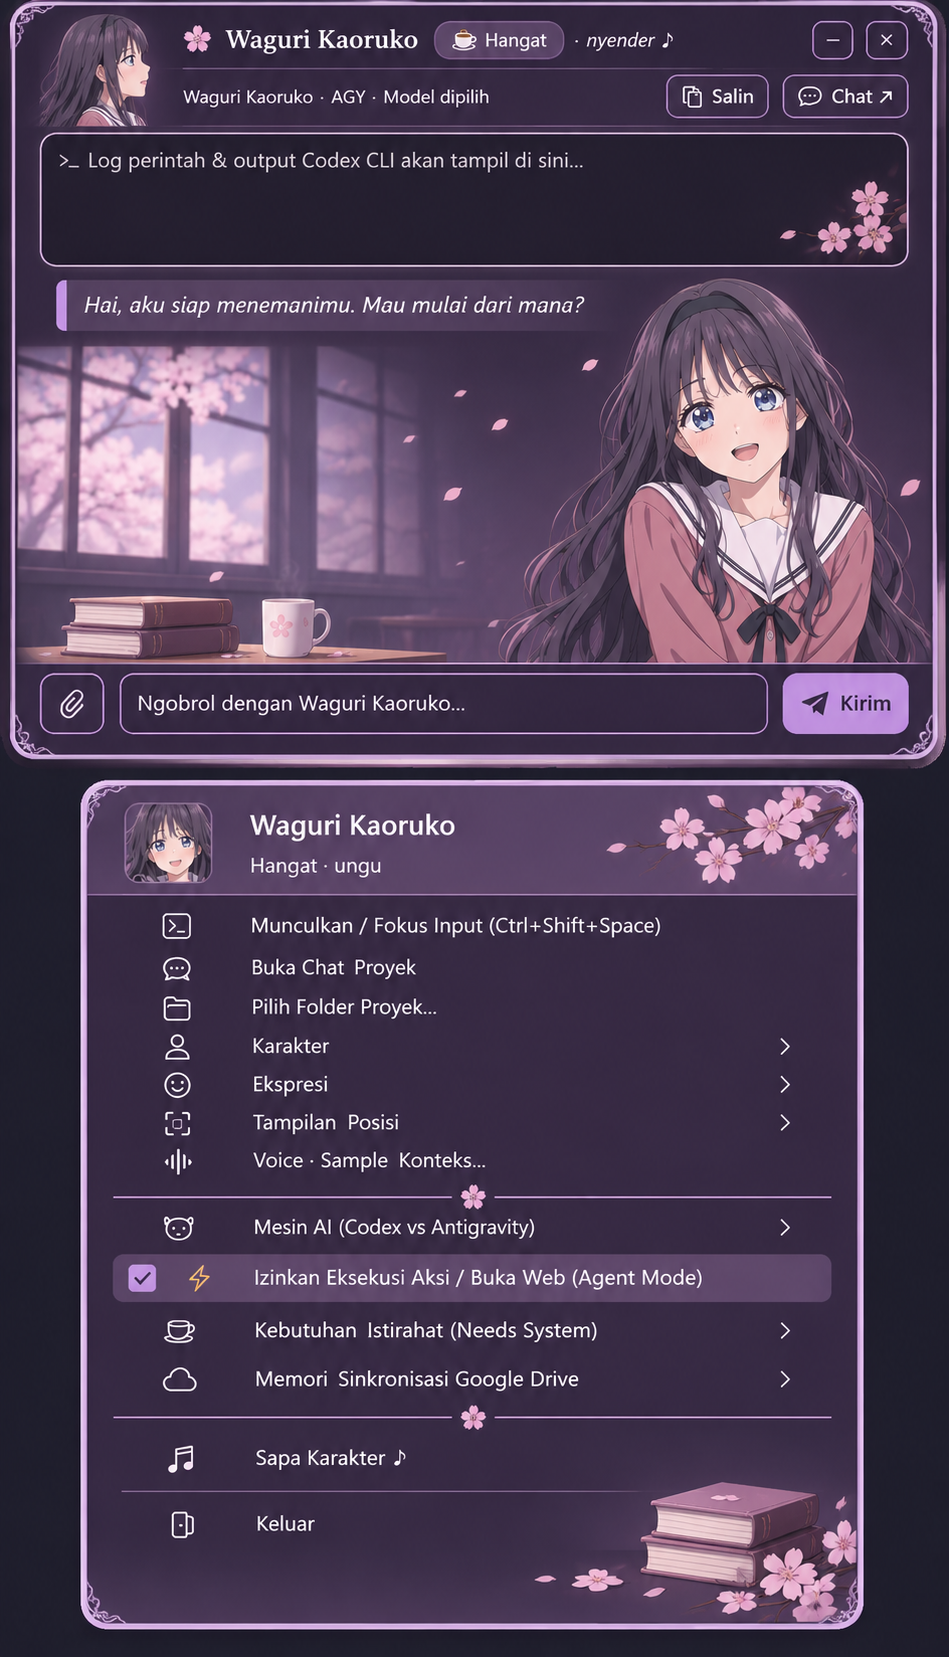 Waguri Kaoruko
Hangat
· nyender ♪
Waguri Kaoruko · AGY · Model dipilih
Salin
Chat ↗
>_ Log perintah & output Codex CLI akan tampil di sini...
Hai, aku siap menemanimu. Mau mulai dari mana?
Ngobrol dengan Waguri Kaoruko...
Kirim
Waguri Kaoruko
Hangat · ungu
Munculkan / Fokus Input (Ctrl+Shift+Space)
Buka Chat Proyek
Pilih Folder Proyek...
Karakter
Ekspresi
Tampilan Posisi
Voice · Sample Konteks...
Mesin AI (Codex vs Antigravity)
Izinkan Eksekusi Aksi / Buka Web (Agent Mode)
Kebutuhan Istirahat (Needs System)
Memori Sinkronisasi Google Drive
Sapa Karakter ♪
Keluar